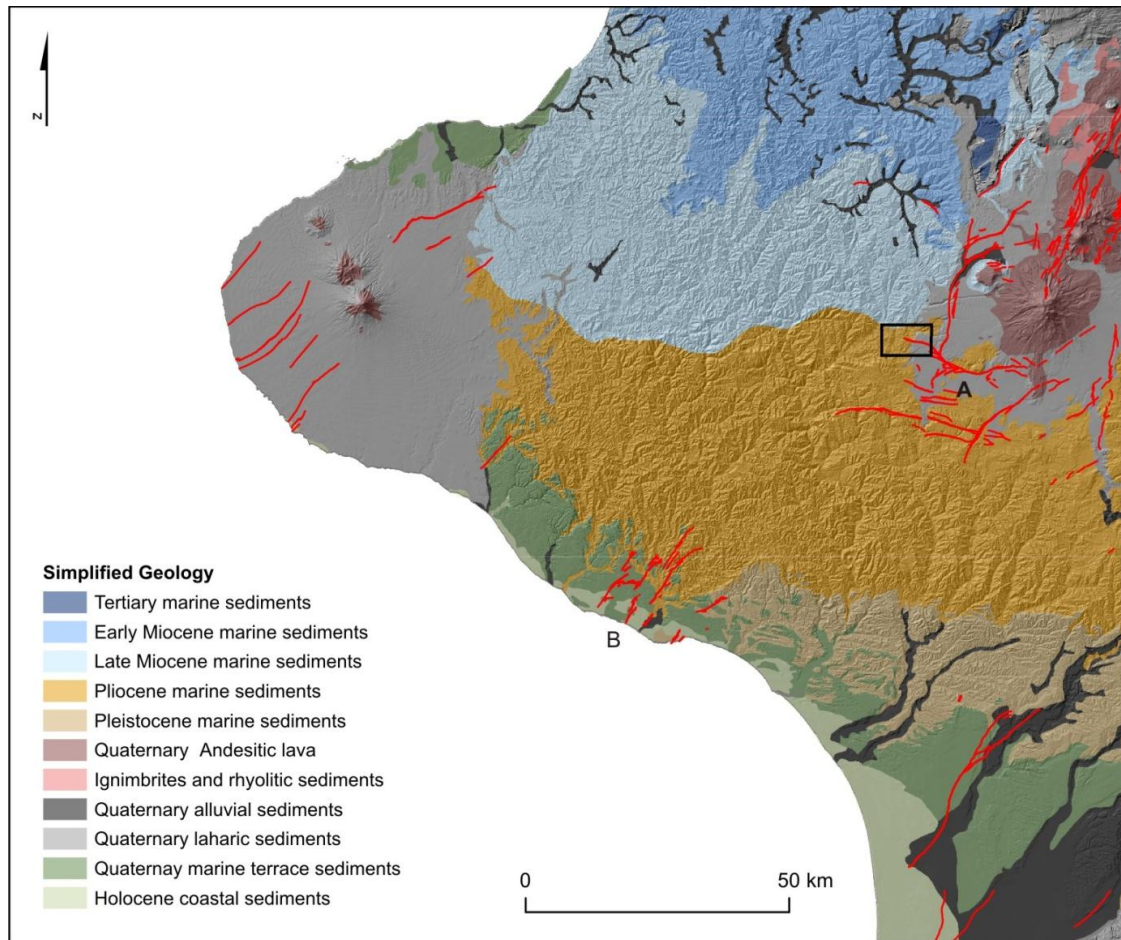 N
A
B
Simplified Geology
Tertiary marine sediments
Early Miocene marine sediments
Late Miocene marine sediments
Pliocene marine sediments
Pleistocene marine sediments
Quaternary Andesitic lava
Ignimbrites and rhyolitic sediments
Quaternary alluvial sediments
Quaternary laharic sediments
Quaternay marine terrace sediments
Holocene coastal sediments
0 50 km